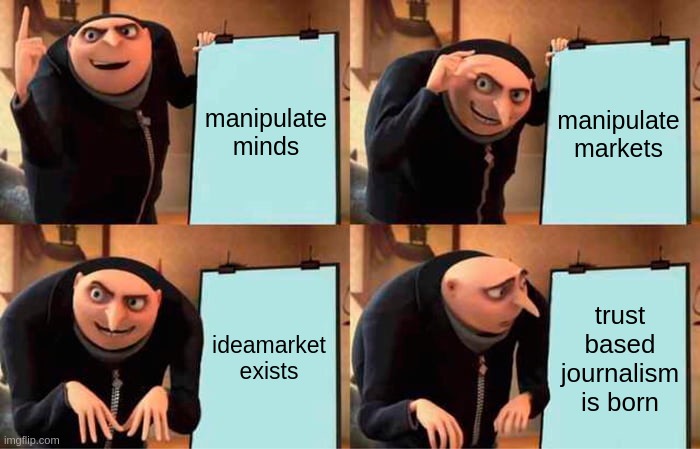 manipulate
minds
manipulate
markets
ideamarket
exists
trust
based
journalism
is born
imgflip.com